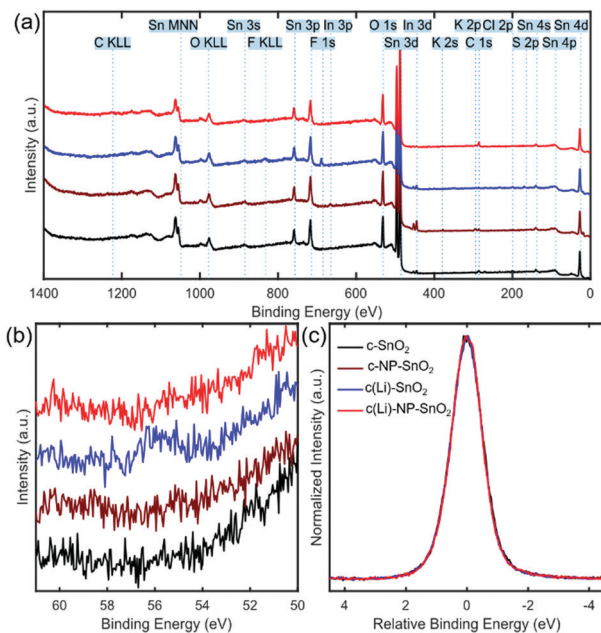 (a)
Sn MNN Sn 3s Sn 3p In 3p O 1s In 3d K 2p Cl 2p Sn 4s Sn 4d
C KLL O KLL F KLL F 1s Sn 3d K 2s C 1s S 2p Sn 4p
Intensity (a.u.)
1400 1200 1000 800 600 400 200 0
Binding Energy (eV)
(b)
Intensity (a.u.)
60 58 56 54 52 50
Binding Energy (eV)
(c)
c-SnO₂
c-NP-SnO₂
c(Li)-SnO₂
c(Li)-NP-SnO₂
Normalized Intensity (a.u.)
4 2 0 -2 -4
Relative Binding Energy (eV)